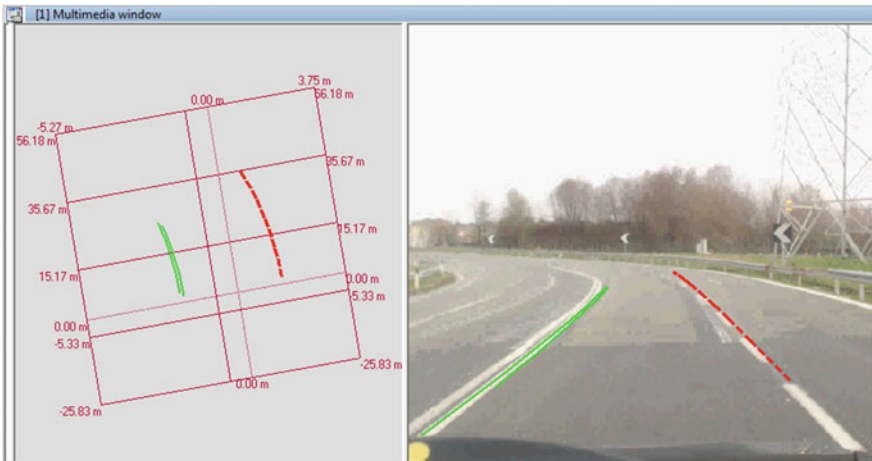 [1] Multimedia window
3.75 m
0.00 m
56.18 m
-5.27 m
56.18 m
35.67 m
35.67 m
15.17 m
15.17 m
0.00 m
-5.33 m
0.00 m
-5.33 m
-25.83 m
0.00 m
-25.83 m